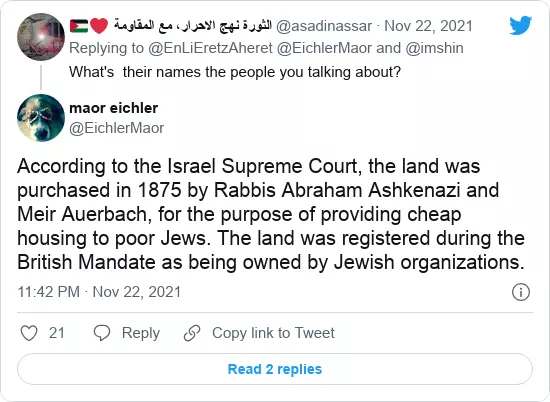 الثورة نهج الاحرار، مع المقاومة ❤️🇵🇸 @asadinassar · Nov 22, 2021
Replying to @EnLiEretzAheret @EichlerMaor and @imshin
What's  their names the people you talking about?
maor eichler
@EichlerMaor
According to the Israel Supreme Court, the land was
purchased in 1875 by Rabbis Abraham Ashkenazi and
Meir Auerbach, for the purpose of providing cheap
housing to poor Jews. The land was registered during the
British Mandate as being owned by Jewish organizations.
11:42 PM · Nov 22, 2021
21 Reply Copy link to Tweet
Read 2 replies